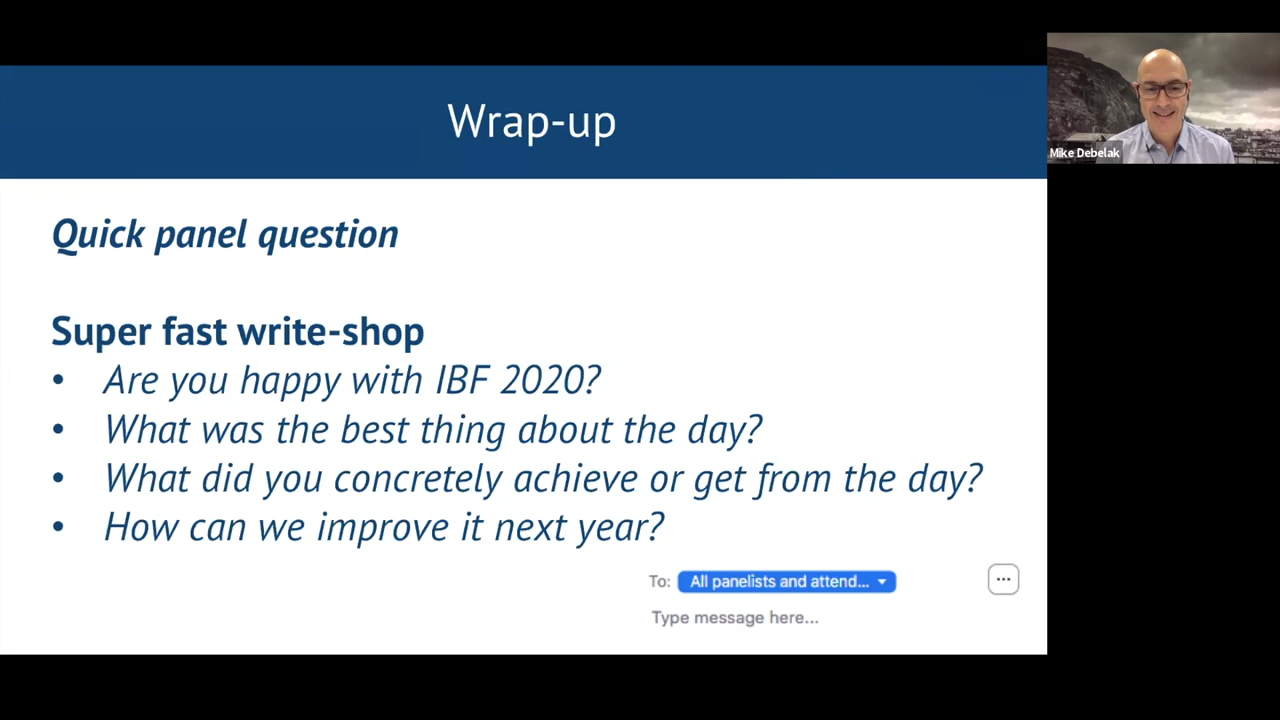 Wrap-up
Mike Debelak
Quick panel question
Super fast write-shop
• Are you happy with IBF 2020?
• What was the best thing about the day?
• What did you concretely achieve or get from the day?
• How can we improve it next year?
To: All panelists and attend...
Type message here...